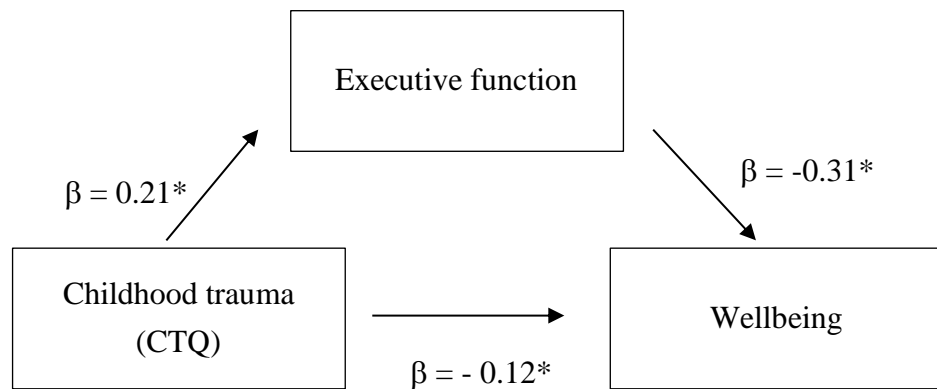 Executive function
β = 0.21*
β = -0.31*
Childhood trauma
(CTQ)
Wellbeing
β = - 0.12*